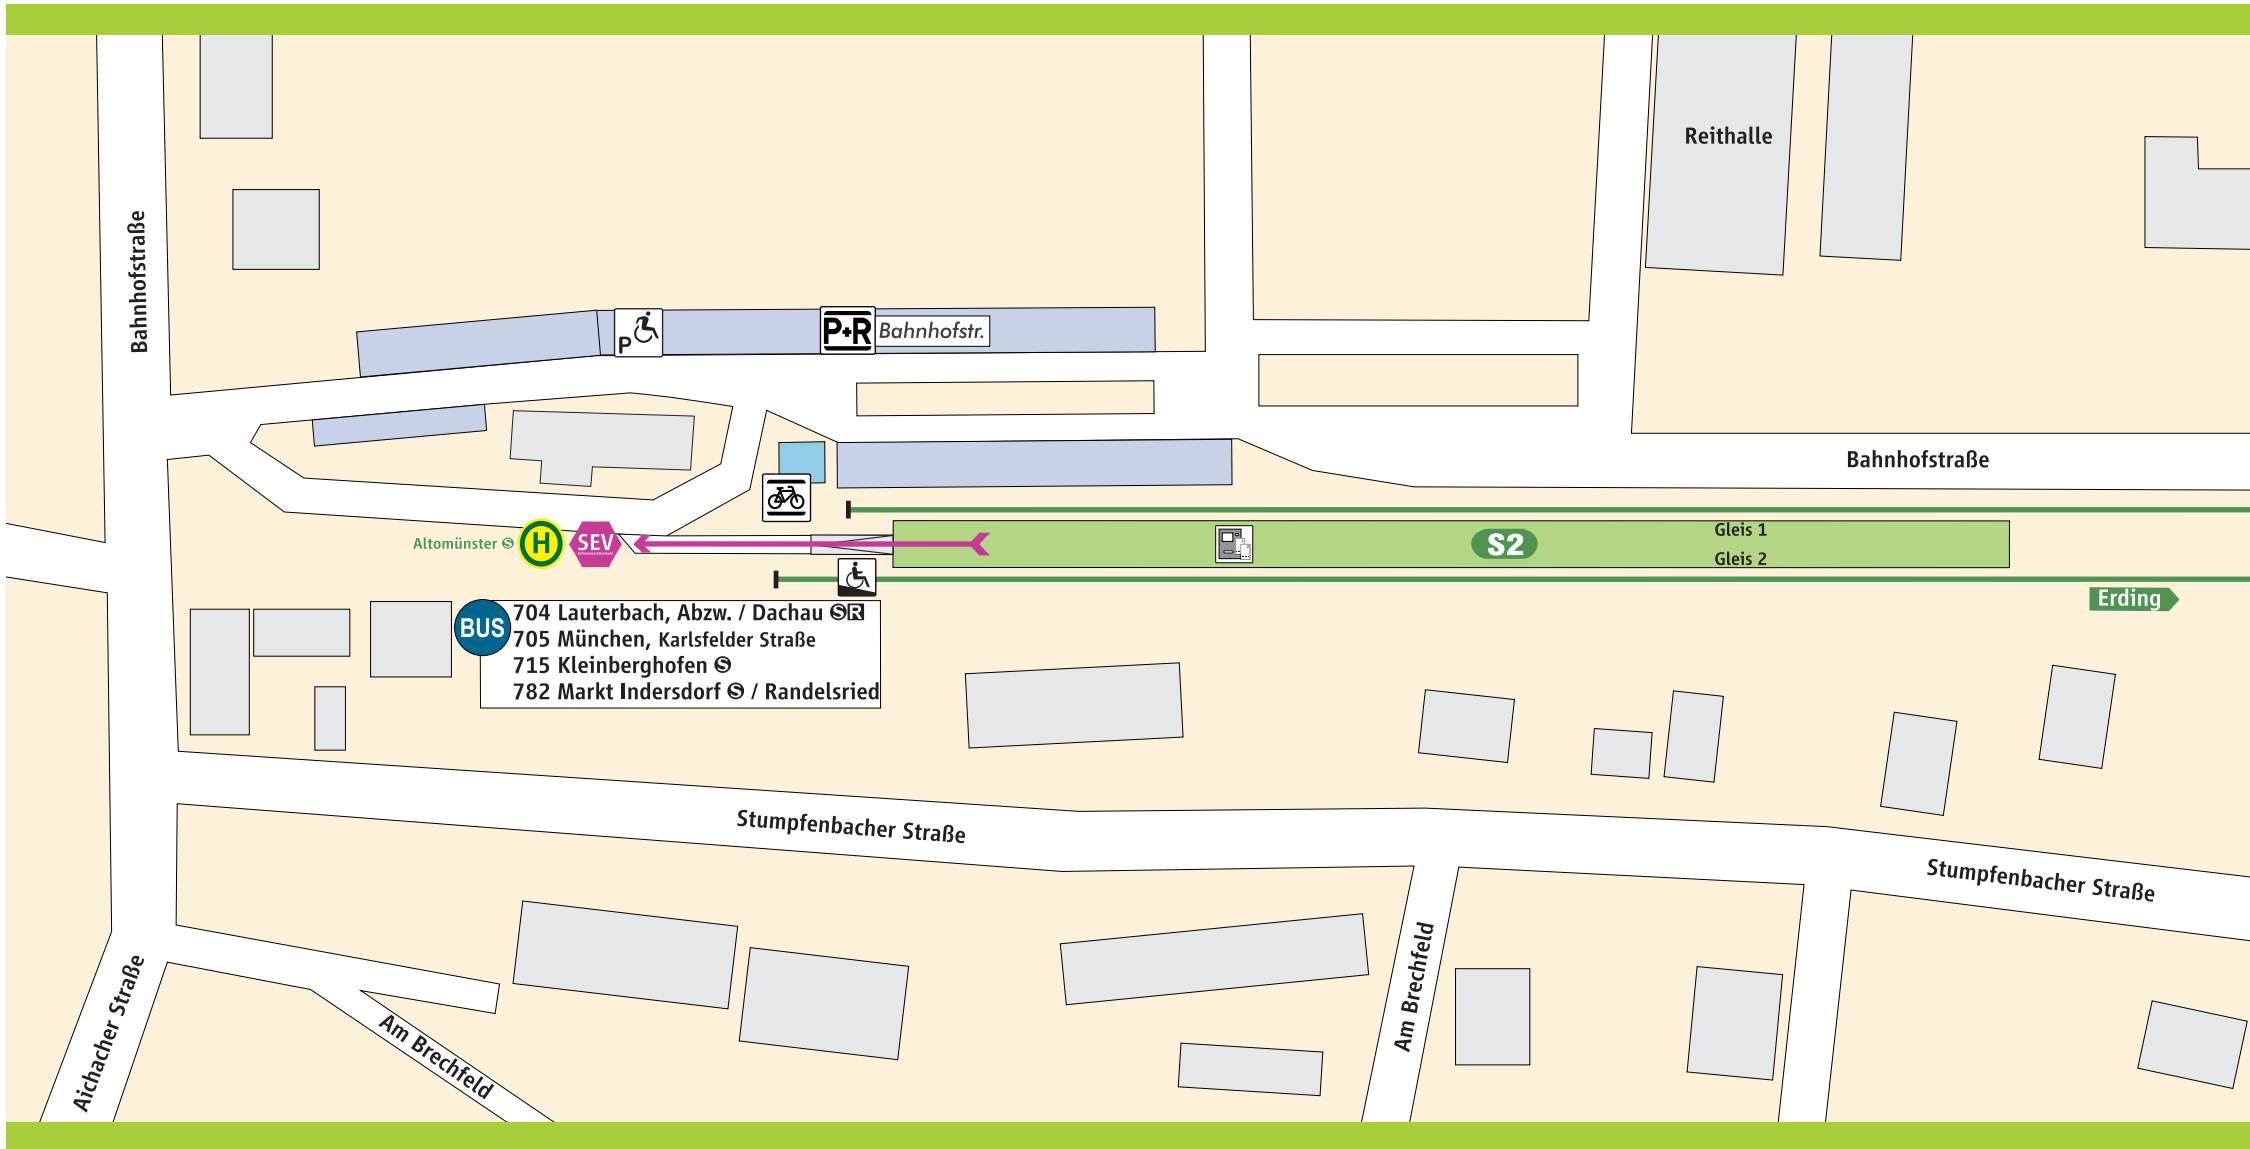 Reithalle
Bahnhofstraße
P
P+R Bahnhofstr.
Bahnhofstraße
Altomünster S
H
SEV
S2
Gleis 1
Gleis 2
Erding
BUS
704 Lauterbach, Abzw. / Dachau S R
705 München, Karlsfelder Straße
715 Kleinberghofen S
782 Markt Indersdorf S / Randelsried
Stumpfenbacher Straße
Stumpfenbacher Straße
Aichacher Straße
Am Brechfeld
Am Brechfeld